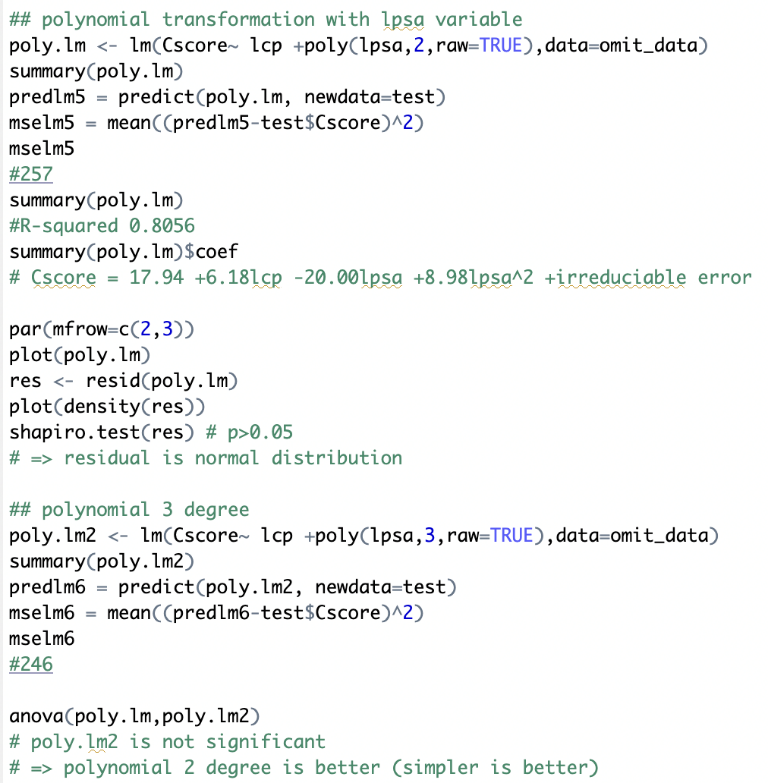 ## polynomial transformation with lpsa variable
poly.lm <- lm(Cscore~ lcp +poly(lpsa,2,raw=TRUE),data=omit_data)
summary(poly.lm)
predlm5 = predict(poly.lm, newdata=test)
mselm5 = mean((predlm5-test$Cscore)^2)
mselm5
#257
summary(poly.lm)
#R-squared 0.8056
summary(poly.lm)$coef
# Cscore = 17.94 +6.18lcp -20.00lpsa +8.98lpsa^2 +irreduciable error
par(mfrow=c(2,3))
plot(poly.lm)
res <- resid(poly.lm)
plot(density(res))
shapiro.test(res) # p>0.05
# => residual is normal distribution
## polynomial 3 degree
poly.lm2 <- lm(Cscore~ lcp +poly(lpsa,3,raw=TRUE),data=omit_data)
summary(poly.lm2)
predlm6 = predict(poly.lm2, newdata=test)
mselm6 = mean((predlm6-test$Cscore)^2)
mselm6
#246
anova(poly.lm,poly.lm2)
# poly.lm2 is not significant
# => polynomial 2 degree is better (simpler is better)